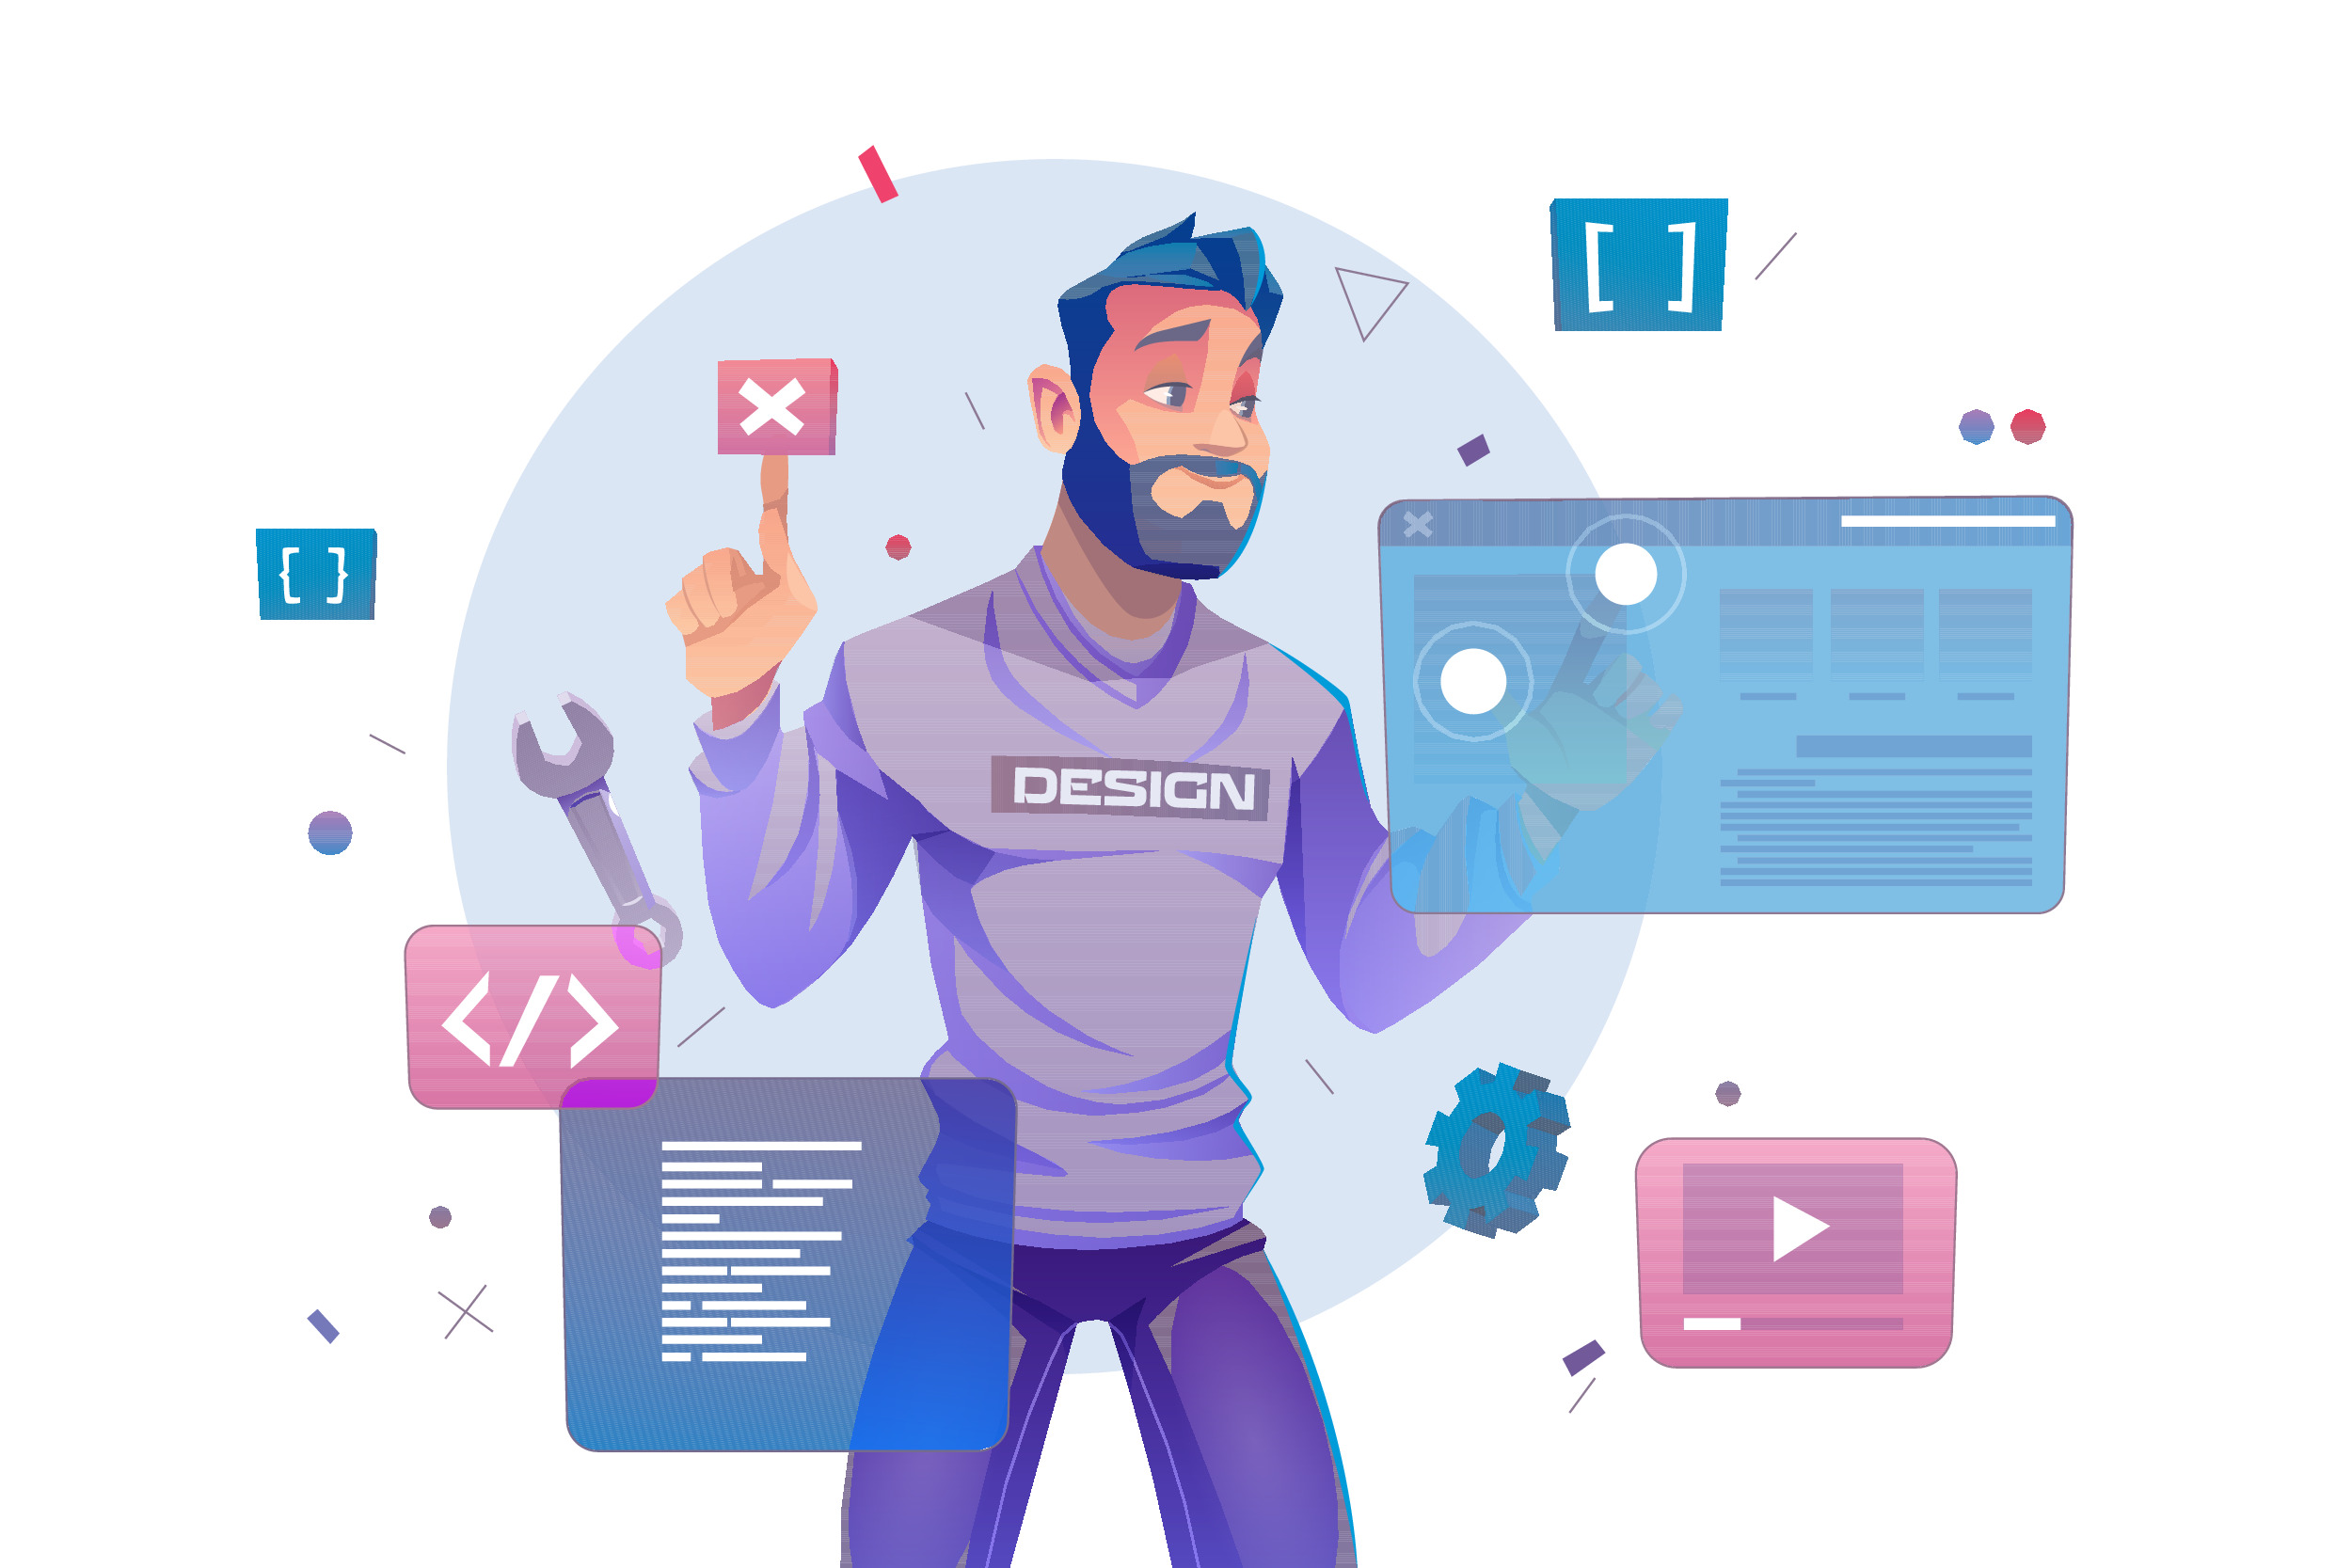 [ ]
{ }
DESIGN
</>